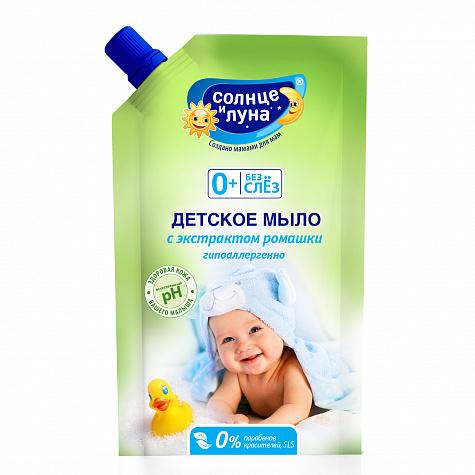 солнце
и
луна
®
Создано мамами для мам
0+
БЕЗ
СЛЁЗ
ДЕТСКОЕ МЫЛО
с экстрактом ромашки
гипоаллергенно
ЗДОРОВАЯ КОЖА
pH
ВАШЕГО МАЛЫША
0% парабенов
красителей, SLS